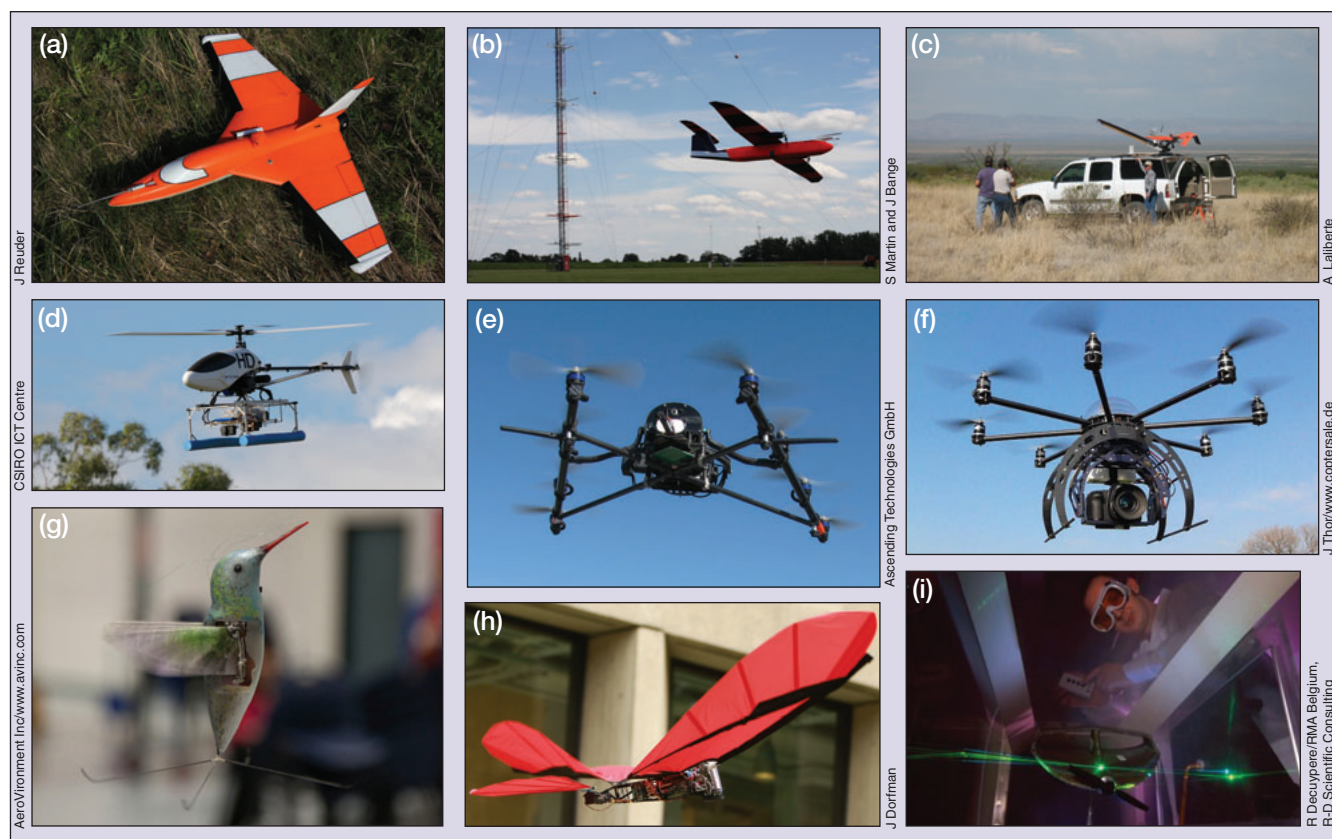 (a)
J Reuder
(b)
S Martin and J Bange
(c)
A Laliberte
(d)
HD
CSIRO ICT Centre
(e)
Ascending Technologies GmbH
(f)
J Thor/www.coptersale.de
(g)
AeroVironment Inc/www.avinc.com
(h)
J Dorfman
(i)
R Decuypere/RMA Belgium,
R-D Scientific Consulting